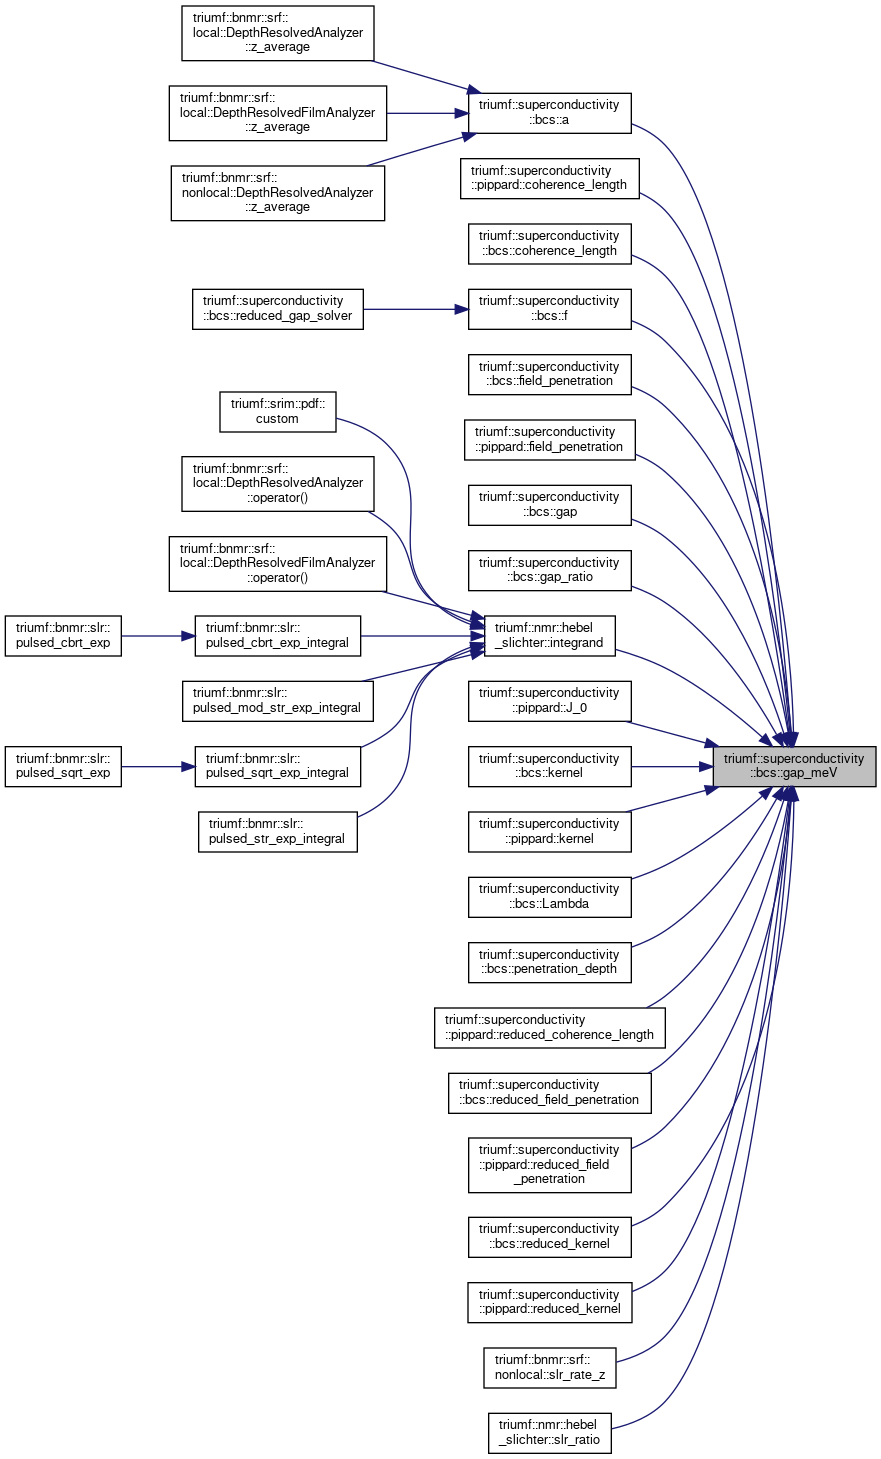 triumf::bnmr::srf::
local::DepthResolvedAnalyzer
::z_average
triumf::bnmr::srf::
local::DepthResolvedFilmAnalyzer
::z_average
triumf::bnmr::srf::
nonlocal::DepthResolvedAnalyzer
::z_average
triumf::superconductivity
::bcs::a
triumf::superconductivity
::pippard::coherence_length
triumf::superconductivity
::bcs::coherence_length
triumf::superconductivity
::bcs::reduced_gap_solver
triumf::superconductivity
::bcs::f
triumf::superconductivity
::bcs::field_penetration
triumf::superconductivity
::pippard::field_penetration
triumf::superconductivity
::bcs::gap
triumf::superconductivity
::bcs::gap_ratio
triumf::srim::pdf::
custom
triumf::bnmr::srf::
local::DepthResolvedAnalyzer
::operator()
triumf::bnmr::srf::
local::DepthResolvedFilmAnalyzer
::operator()
triumf::bnmr::slr::
pulsed_cbrt_exp
triumf::bnmr::slr::
pulsed_cbrt_exp_integral
triumf::nmr::hebel
_slichter::integrand
triumf::bnmr::slr::
pulsed_mod_str_exp_integral
triumf::bnmr::slr::
pulsed_sqrt_exp
triumf::bnmr::slr::
pulsed_sqrt_exp_integral
triumf::bnmr::slr::
pulsed_str_exp_integral
triumf::superconductivity
::pippard::J_0
triumf::superconductivity
::bcs::kernel
triumf::superconductivity
::bcs::gap_meV
triumf::superconductivity
::pippard::kernel
triumf::superconductivity
::bcs::Lambda
triumf::superconductivity
::bcs::penetration_depth
triumf::superconductivity
::pippard::reduced_coherence_length
triumf::superconductivity
::bcs::reduced_field_penetration
triumf::superconductivity
::pippard::reduced_field
_penetration
triumf::superconductivity
::bcs::reduced_kernel
triumf::superconductivity
::pippard::reduced_kernel
triumf::bnmr::srf::
nonlocal::slr_rate_z
triumf::nmr::hebel
_slichter::slr_ratio